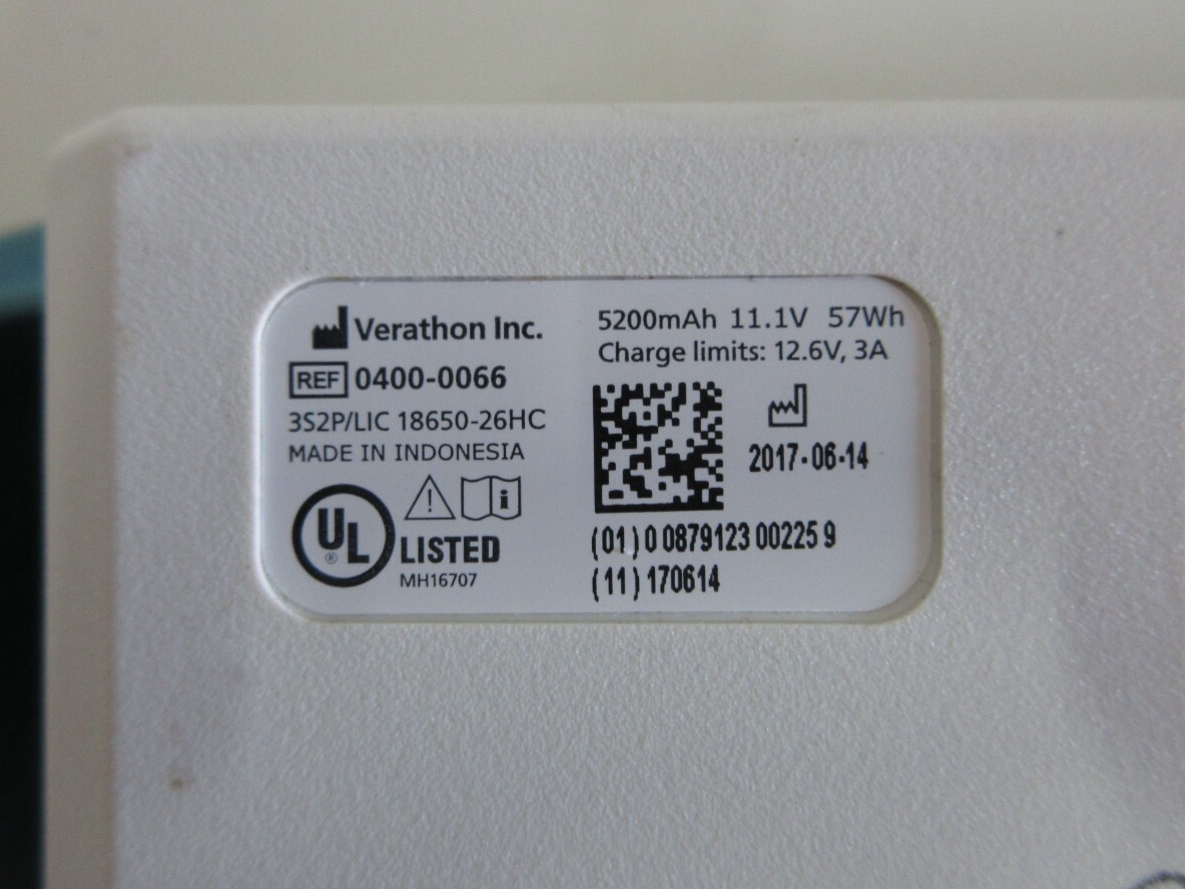 Verathon Inc.
REF 0400-0066
3S2P/LIC 18650-26HC
MADE IN INDONESIA
UL® LISTED
MH16707
5200mAh 11.1V 57Wh
Charge limits: 12.6V, 3A
2017-06-14
(01) 0 0879123 00225 9
(11) 170614